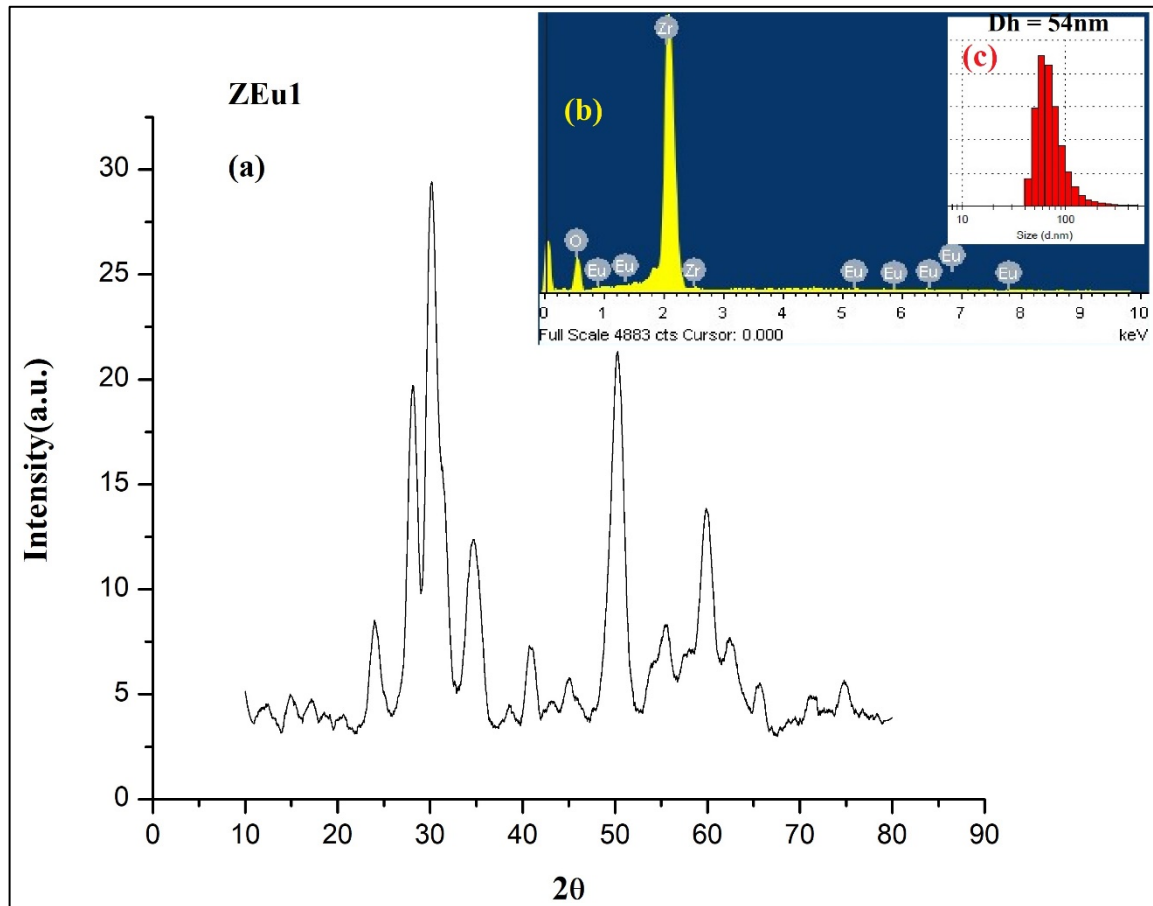 ZEu1
(a)
Intensity(a.u.)
30
25
20
15
10
5
0
0 10 20 30 40 50 60 70 80 90
2θ
(b)
Zr
O
Eu
Eu
Zr
Eu
Eu
Eu
Eu
Eu
0 1 2 3 4 5 6 7 8 9 10
Full Scale 4883 cts Cursor: 0.000 keV
Dh = 54nm
(c)
10 100
Size (d.nm)